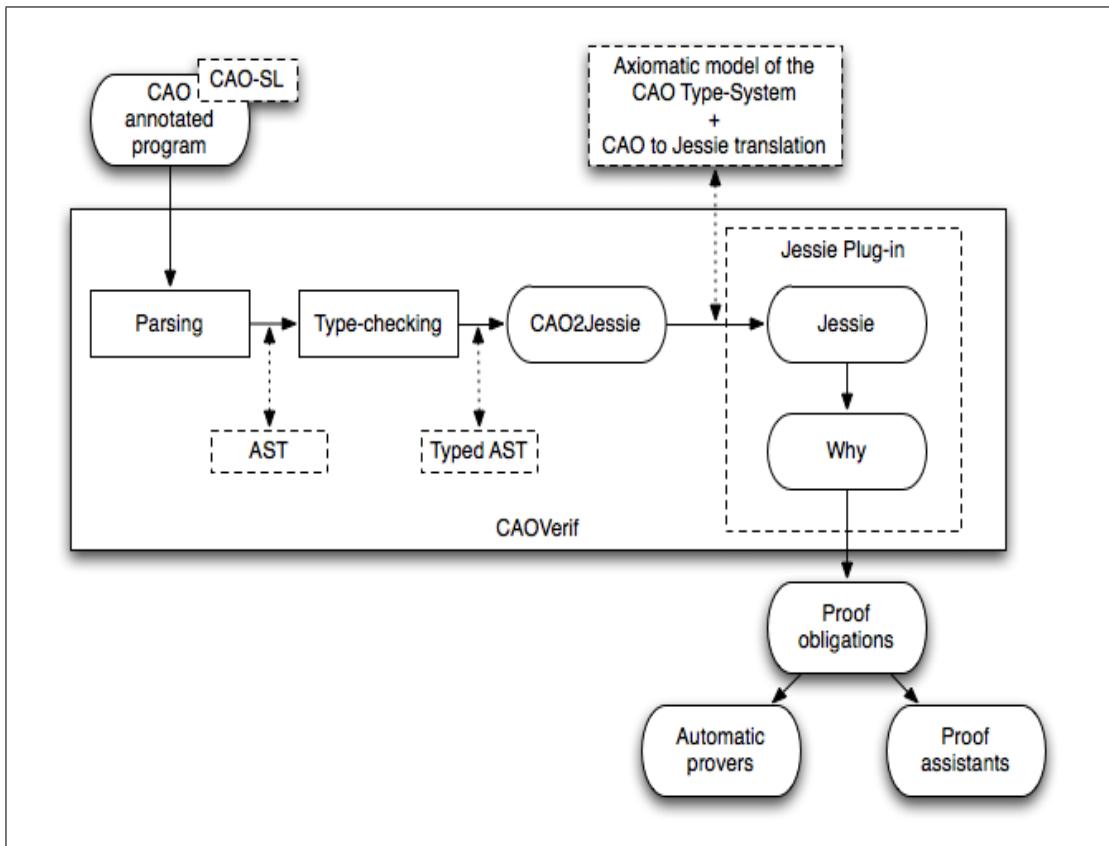 CAO-SL
CAO
annotated
program
Axiomatic model of the
CAO Type-System
+
CAO to Jessie translation
Jessie Plug-in
Parsing
Type-checking
CAO2Jessie
Jessie
AST
Typed AST
Why
CAOVerif
Proof
obligations
Automatic
provers
Proof
assistants